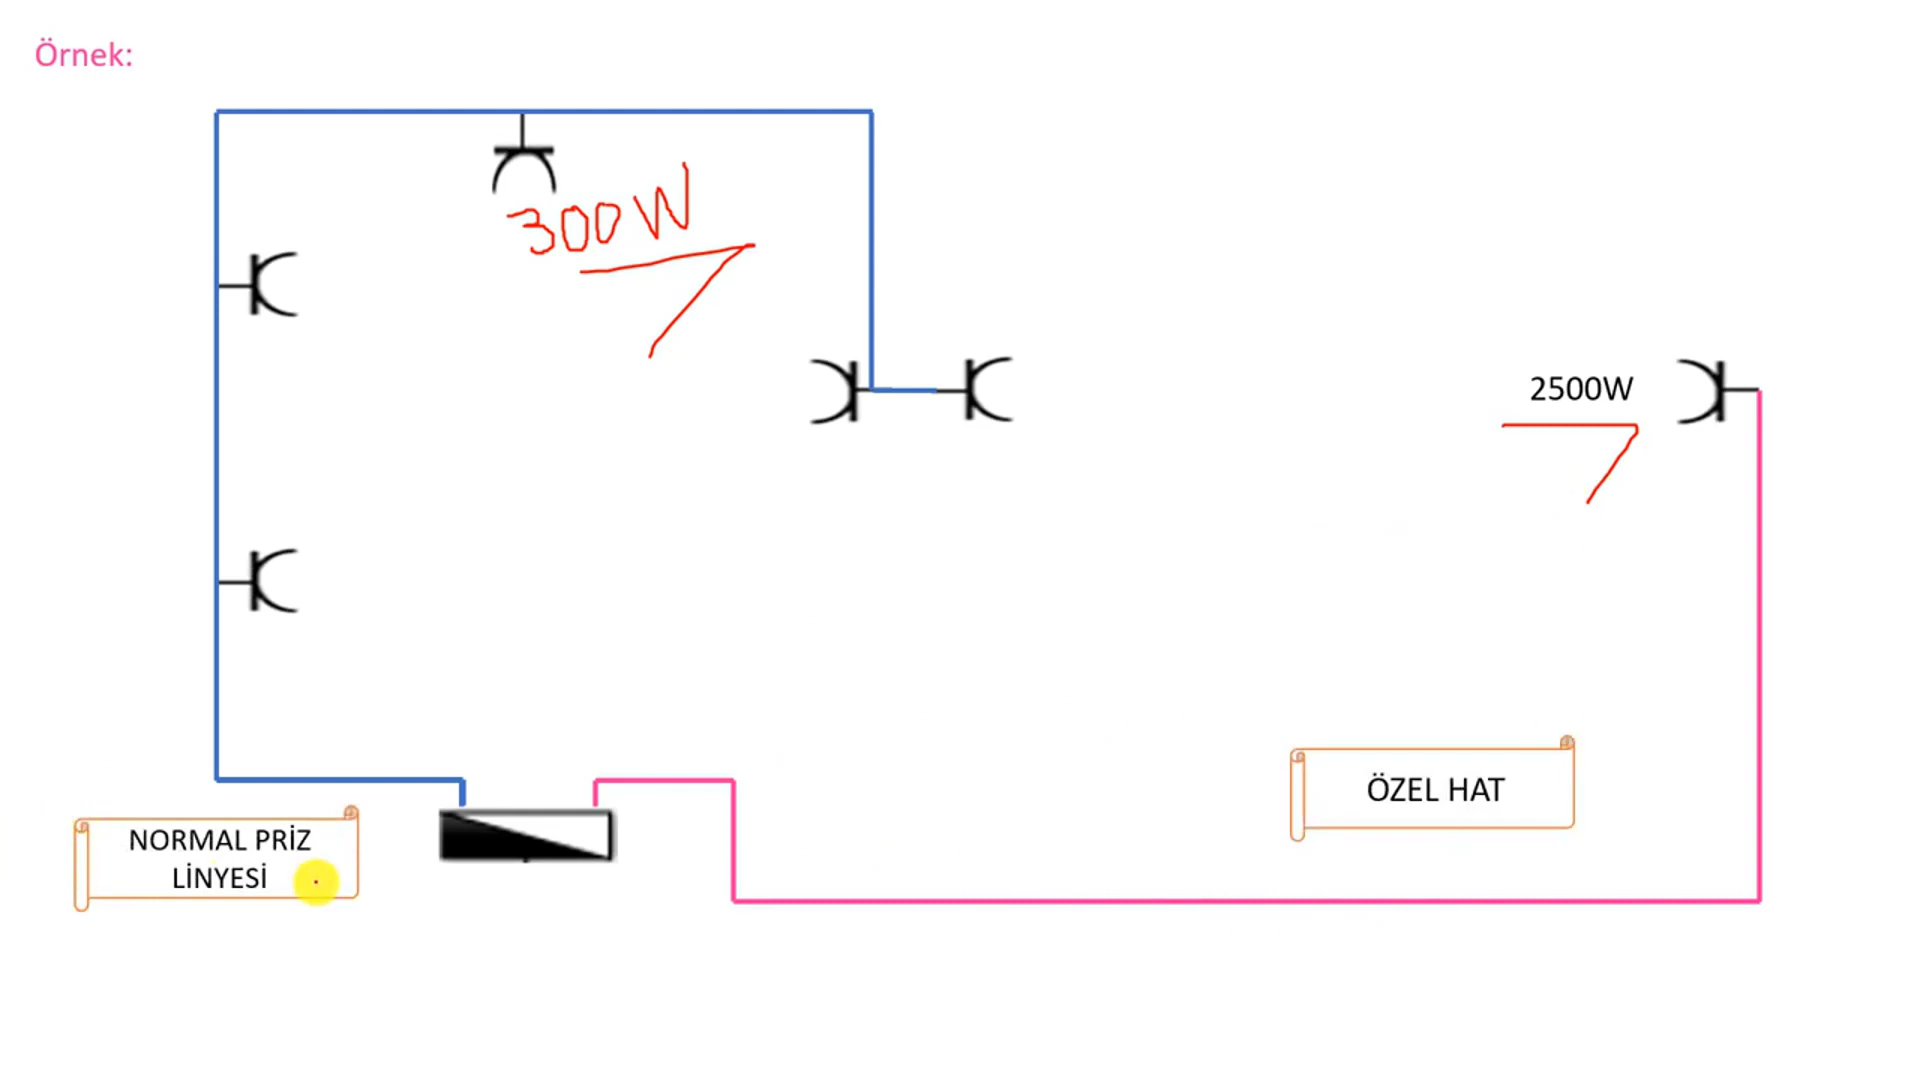 Örnek:
300W
2500W
ÖZEL HAT
NORMAL PRİZ
LİNYESİ